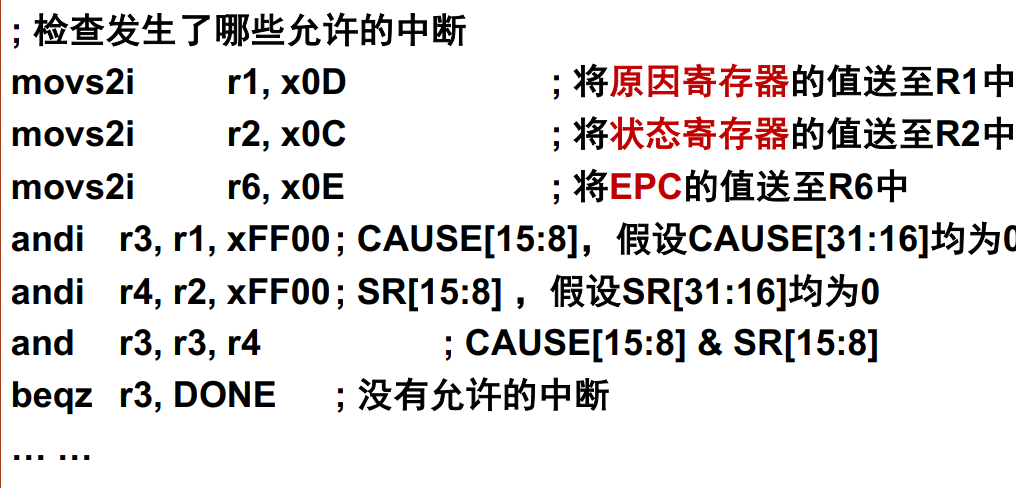 ; 检查发生了哪些允许的中断
movs2i r1, x0D ; 将原因寄存器的值送至R1中
movs2i r2, x0C ; 将状态寄存器的值送至R2中
movs2i r6, x0E ; 将EPC的值送至R6中
andi r3, r1, xFF00 ; CAUSE[15:8]，假设CAUSE[31:16]均为0
andi r4, r2, xFF00 ; SR[15:8] ，假设SR[31:16]均为0
and r3, r3, r4 ; CAUSE[15:8] & SR[15:8]
beqz r3, DONE ; 没有允许的中断
… …